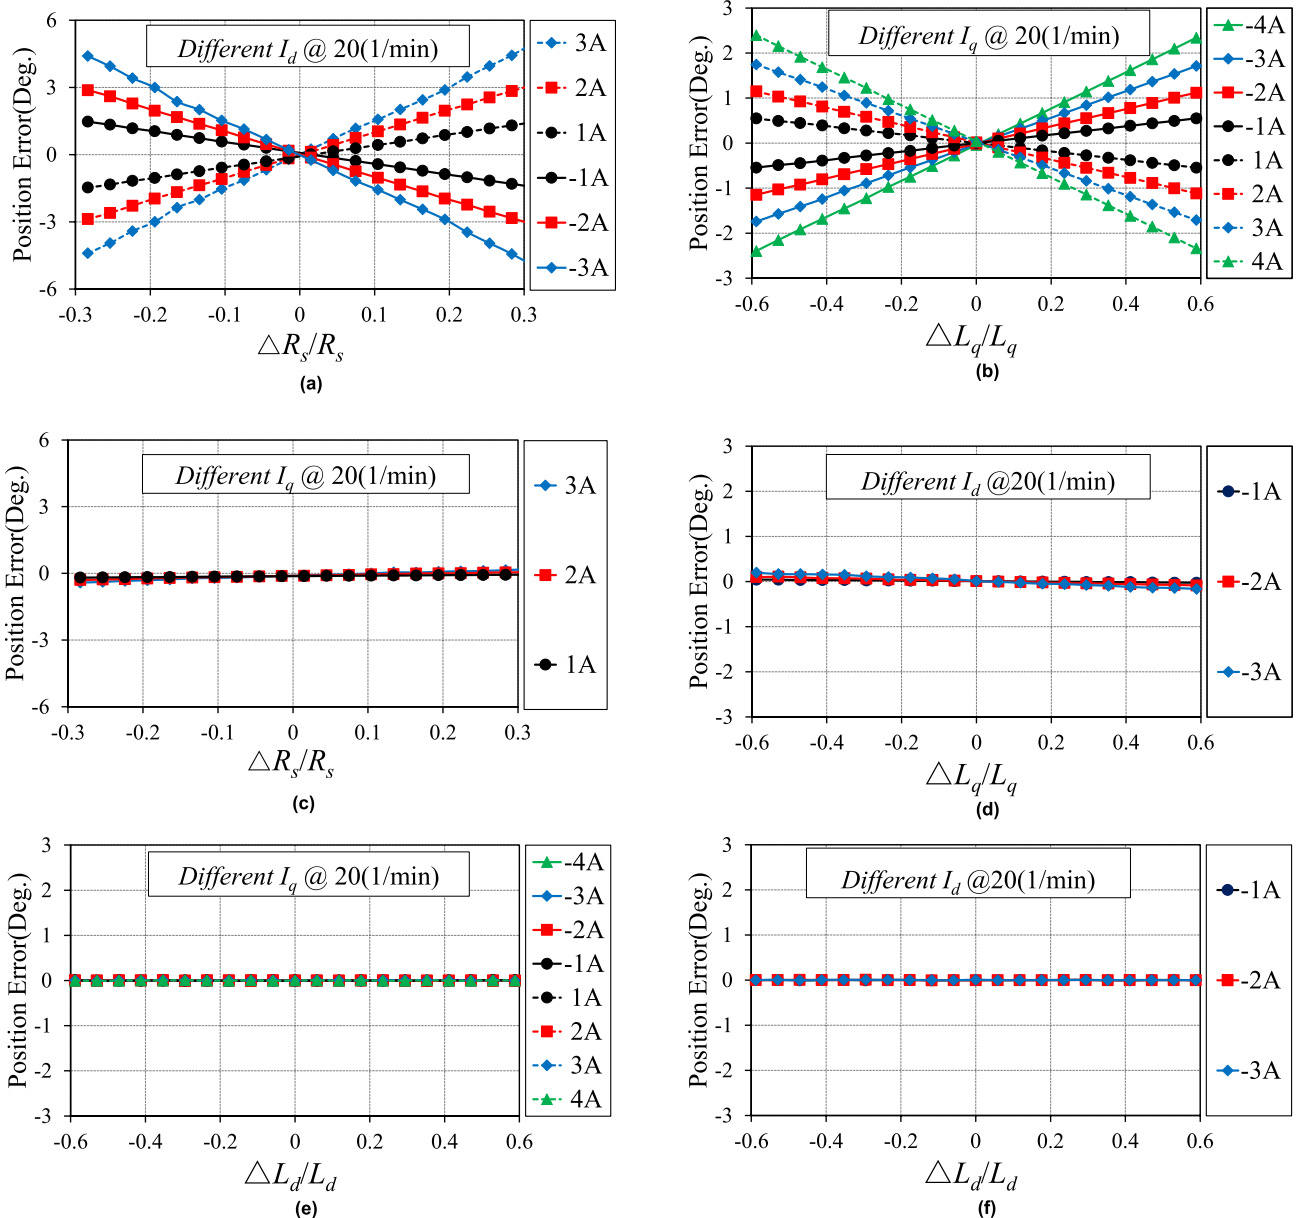 Different I_d @ 20(1/min)
Position Error(Deg.)
6
3
0
-3
-6
-0.3 -0.2 -0.1 0 0.1 0.2 0.3
△R_s/R_s
(a)
3A
2A
1A
-1A
-2A
-3A
Different I_q @ 20(1/min)
Position Error(Deg.)
3
2
1
0
-1
-2
-3
-0.6 -0.4 -0.2 0 0.2 0.4 0.6
△L_q/L_q
(b)
-4A
-3A
-2A
-1A
1A
2A
3A
4A
Different I_q @ 20(1/min)
Position Error(Deg.)
6
3
0
-3
-6
-0.3 -0.2 -0.1 0 0.1 0.2 0.3
△R_s/R_s
(c)
3A
2A
1A
Different I_d @20(1/min)
Position Error(Deg.)
3
2
1
0
-1
-2
-3
-0.6 -0.4 -0.2 0 0.2 0.4 0.6
△L_q/L_q
(d)
-1A
-2A
-3A
Different I_q @ 20(1/min)
Position Error(Deg.)
3
2
1
0
-1
-2
-3
-0.6 -0.4 -0.2 0 0.2 0.4 0.6
△L_d/L_d
(e)
-4A
-3A
-2A
-1A
1A
2A
3A
4A
Different I_d @20(1/min)
Position Error(Deg.)
3
2
1
0
-1
-2
-3
-0.6 -0.4 -0.2 0 0.2 0.4 0.6
△L_d/L_d
(f)
-1A
-2A
-3A